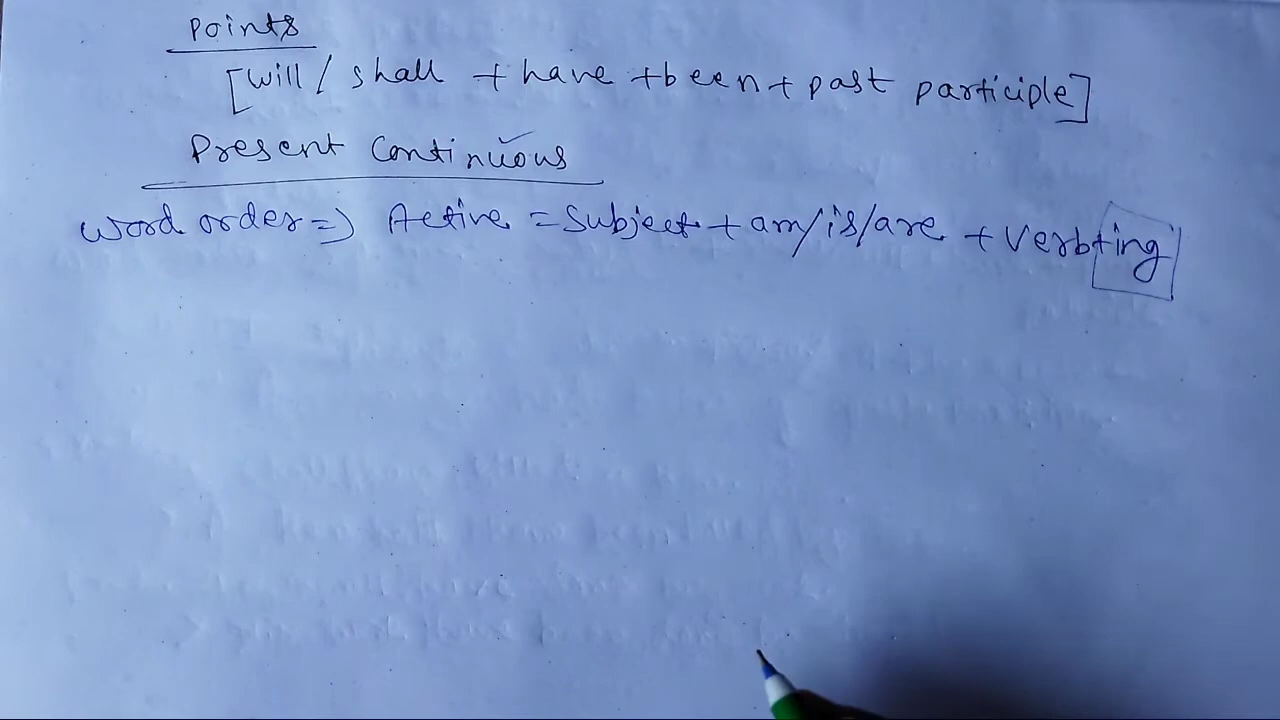 Points
[Will / shall + have + been + past participle]
Present Continuous
Word order => Active = Subject + am/is/are + Verb+ing